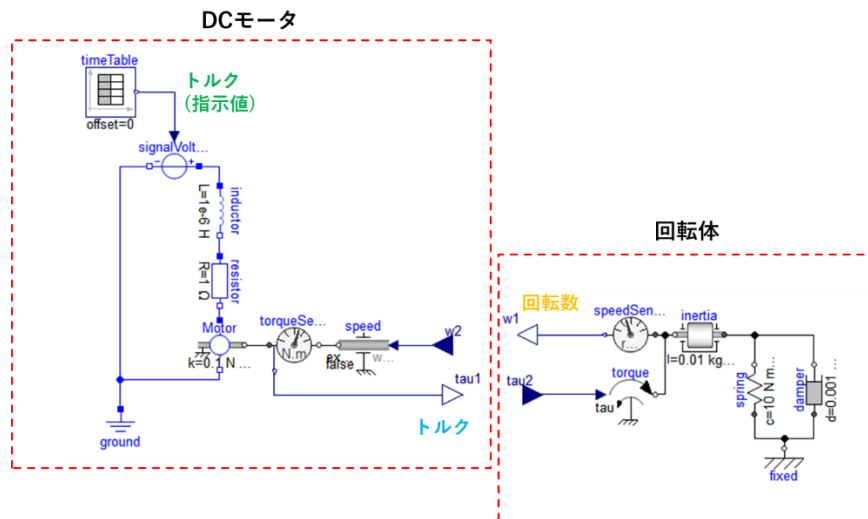 DCモータ
timeTable
トルク
(指示値)
offset=0
signalVolt...
- +
inductor
L=1e-6 H
resistor
R=1 Ω
Motor
k=0.1 N ...
torqueSe...
N.m
speed
ex...
false
w...
w2
tau1
トルク
ground
回転体
回転数
w1
speedSen...
r...
inertia
I=0.01 kg...
tau2
torque
tau
spring
c=10 N m...
damper
d=0.001 ...
fixed